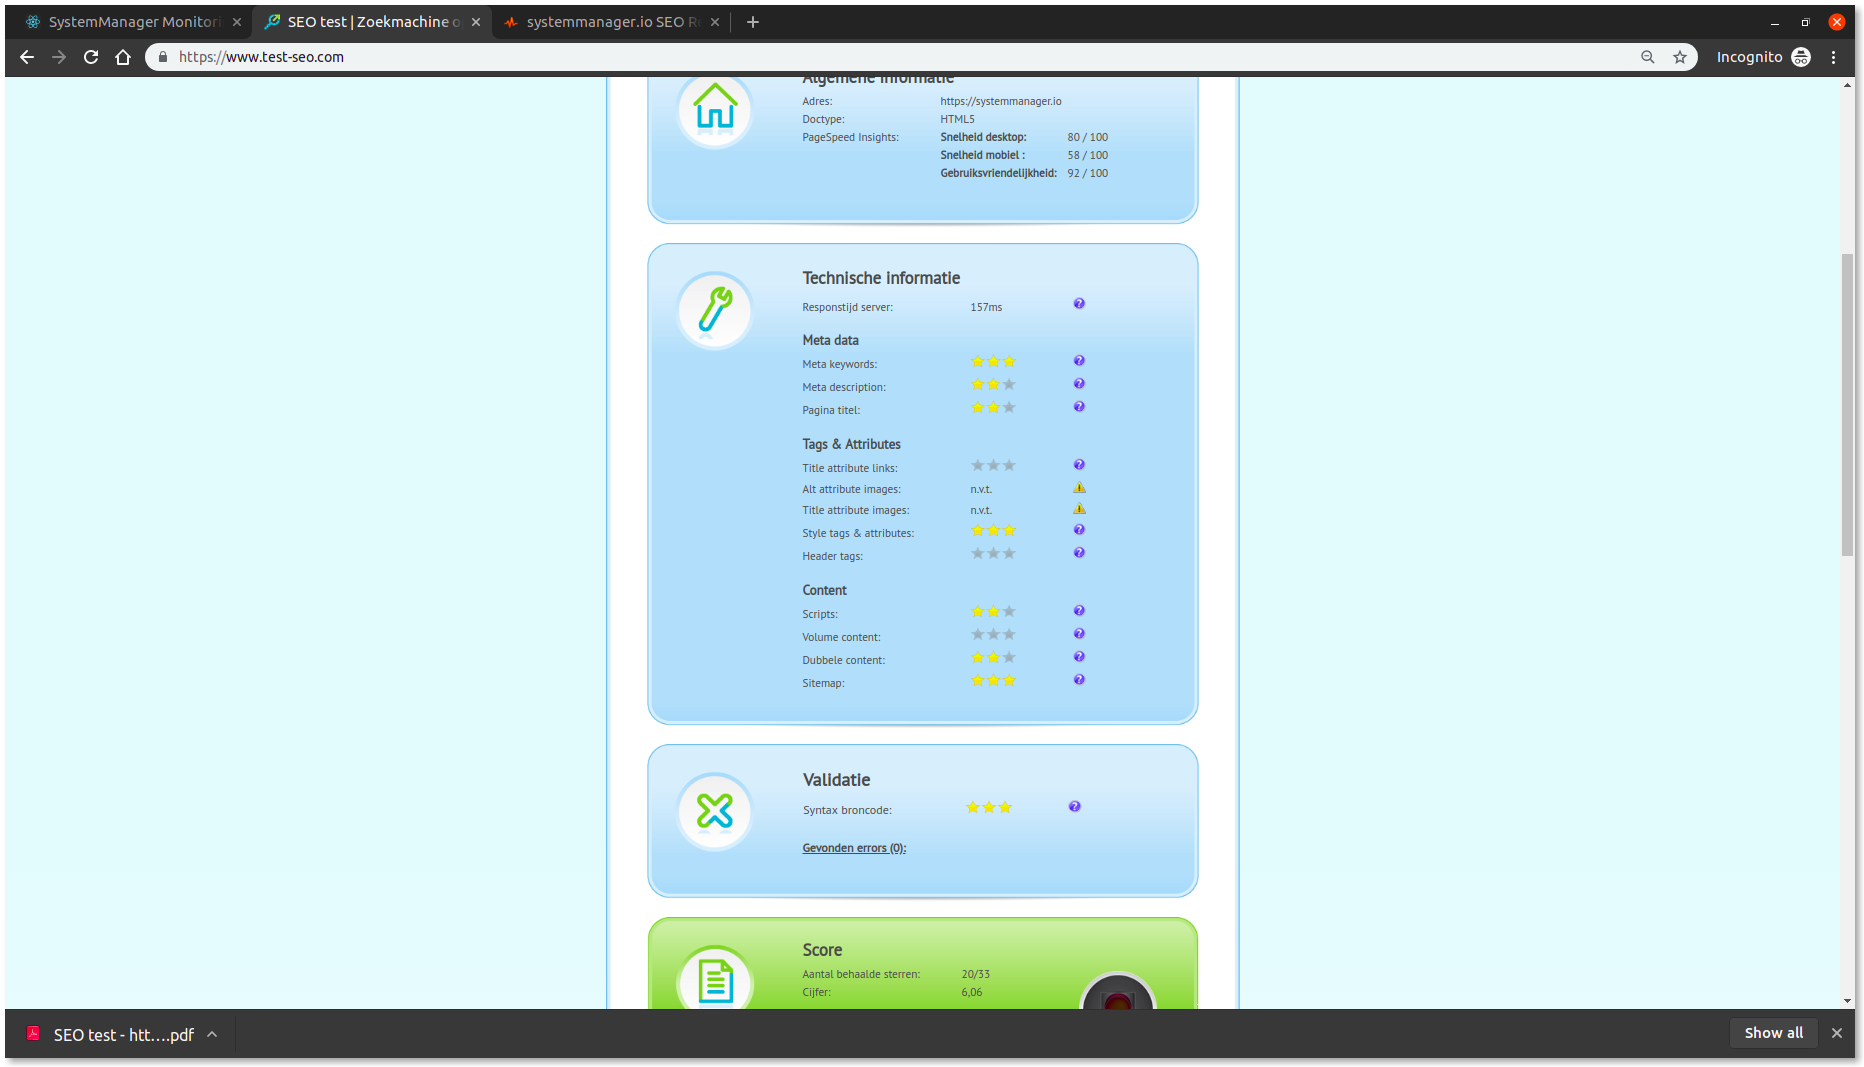 SystemManager Monitori
SEO test | Zoekmachine o
systemmanager.io SEO R
https://www.test-seo.com
Incognito
Algemene informatie
Adres: https://systemmanager.io
Doctype: HTML5
PageSpeed Insights: Snelheid desktop: 80 / 100
Snelheid mobiel : 58 / 100
Gebruiksvriendelijkheid: 92 / 100
Technische informatie
Responstijd server: 157ms
Meta data
Meta keywords:
Meta description:
Pagina titel:
Tags & Attributes
Title attribute links:
Alt attribute images: n.v.t.
Title attribute images: n.v.t.
Style tags & attributes:
Header tags:
Content
Scripts:
Volume content:
Dubbele content:
Sitemap:
Validatie
Syntax broncode:
Gevonden errors (0):
Score
Aantal behaalde sterren: 20/33
Cijfer: 6,06
SEO test - htt....pdf
Show all